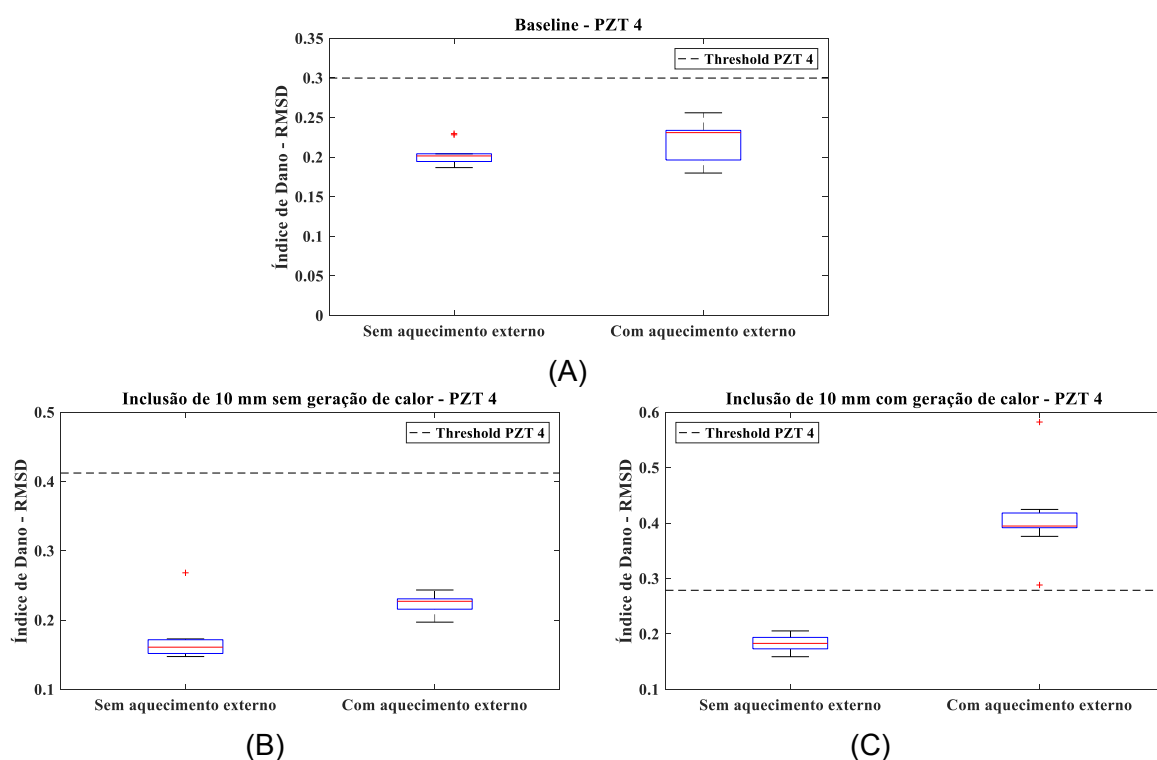 Baseline - PZT 4
Threshold PZT 4
Índice de Dano - RMSD
0.35
0.3
0.25
0.2
0.15
0.1
0.05
0
Sem aquecimento externo
Com aquecimento externo
(A)
Inclusão de 10 mm sem geração de calor - PZT 4
Threshold PZT 4
Índice de Dano - RMSD
0.5
0.4
0.3
0.2
0.1
Sem aquecimento externo
Com aquecimento externo
(B)
Inclusão de 10 mm com geração de calor - PZT 4
Threshold PZT 4
Índice de Dano - RMSD
0.6
0.5
0.4
0.3
0.2
0.1
Sem aquecimento externo
Com aquecimento externo
(C)